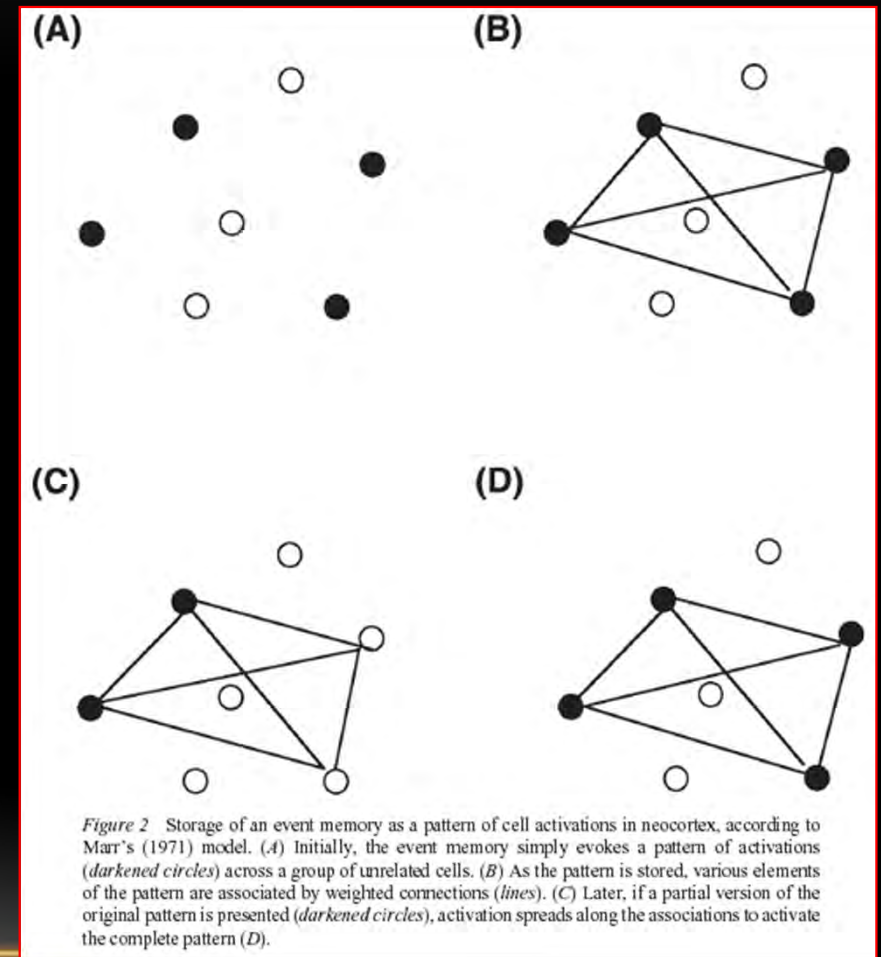 (A)
(B)
(C)
(D)
Figure 2 Storage of an event memory as a pattern of cell activations in neocortex, according to
Marr's (1971) model. (A) Initially, the event memory simply evokes a pattern of activations
(darkened circles) across a group of unrelated cells. (B) As the pattern is stored, various elements
of the pattern are associated by weighted connections (lines). (C) Later, if a partial version of the
original pattern is presented (darkened circles), activation spreads along the associations to activate
the complete pattern (D).